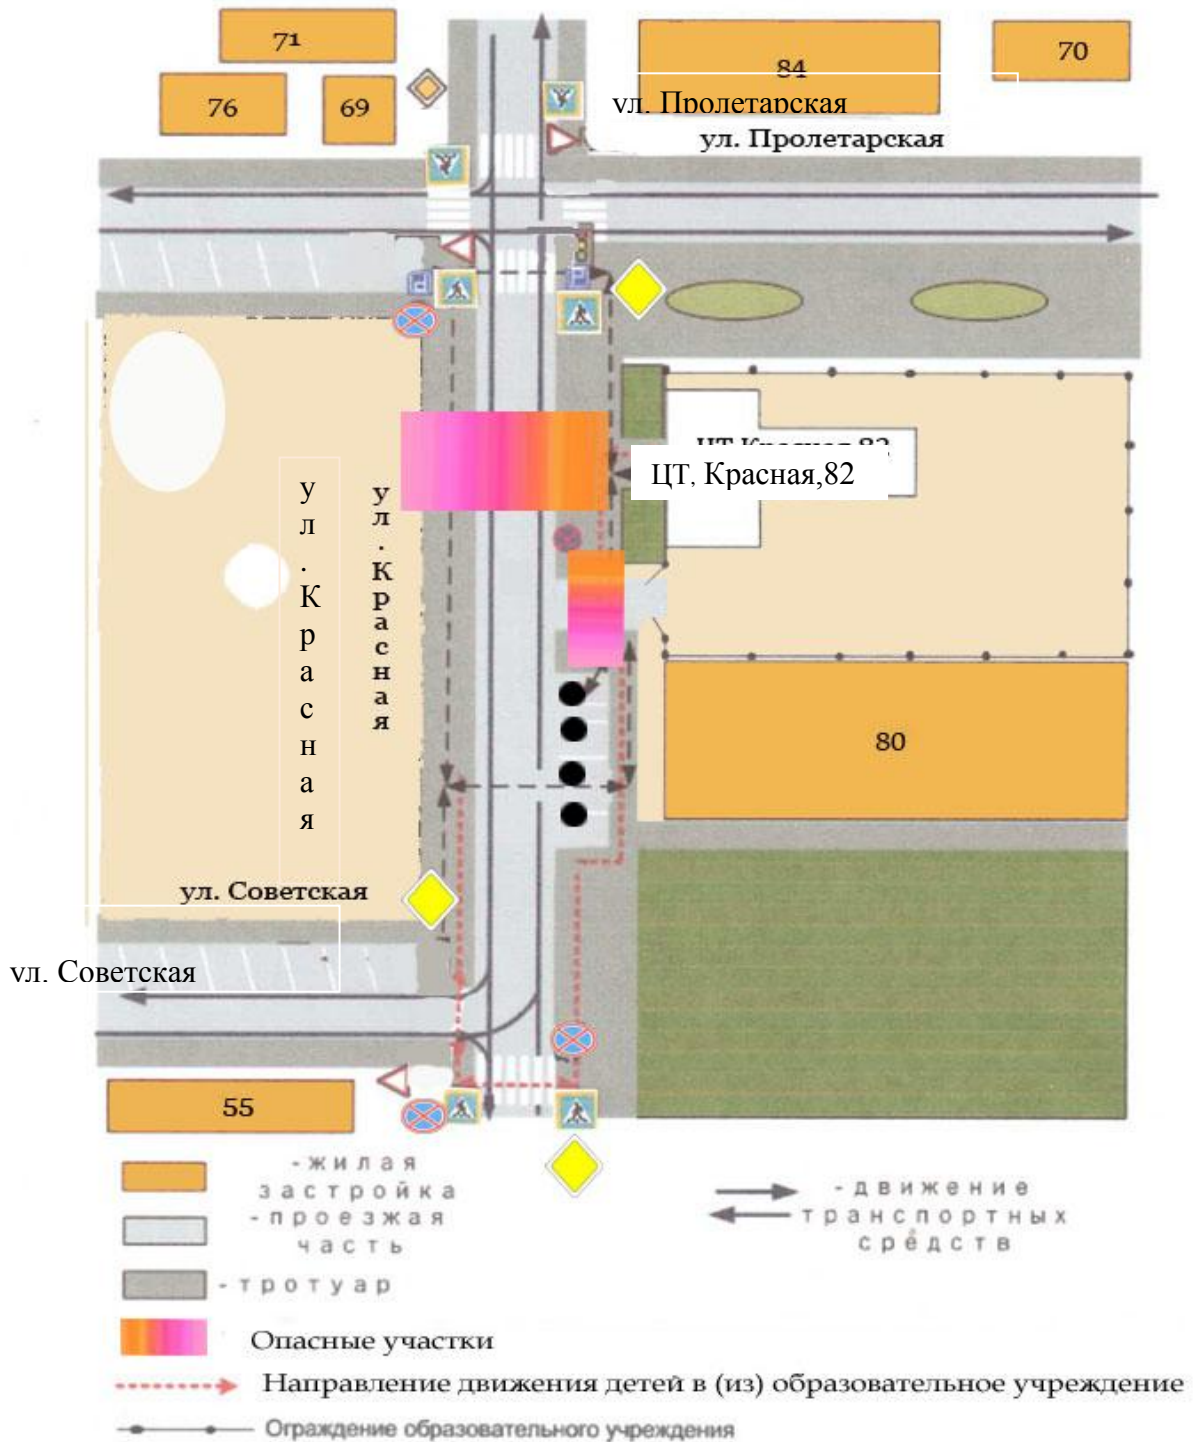 71
84
70
76
69
ул. Пролетарская
ул. Пролетарская
ЦТ, Красная,82
ул.Красная
ул.Красная
80
ул. Советская
ул. Советская
55
-жилая
застройка
-проезжая
часть
-тротуар
Опасные участки
Направление движения детей в (из) образовательное учреждение
Ограждение образовательного учреждения
-движение
транспортных
средств